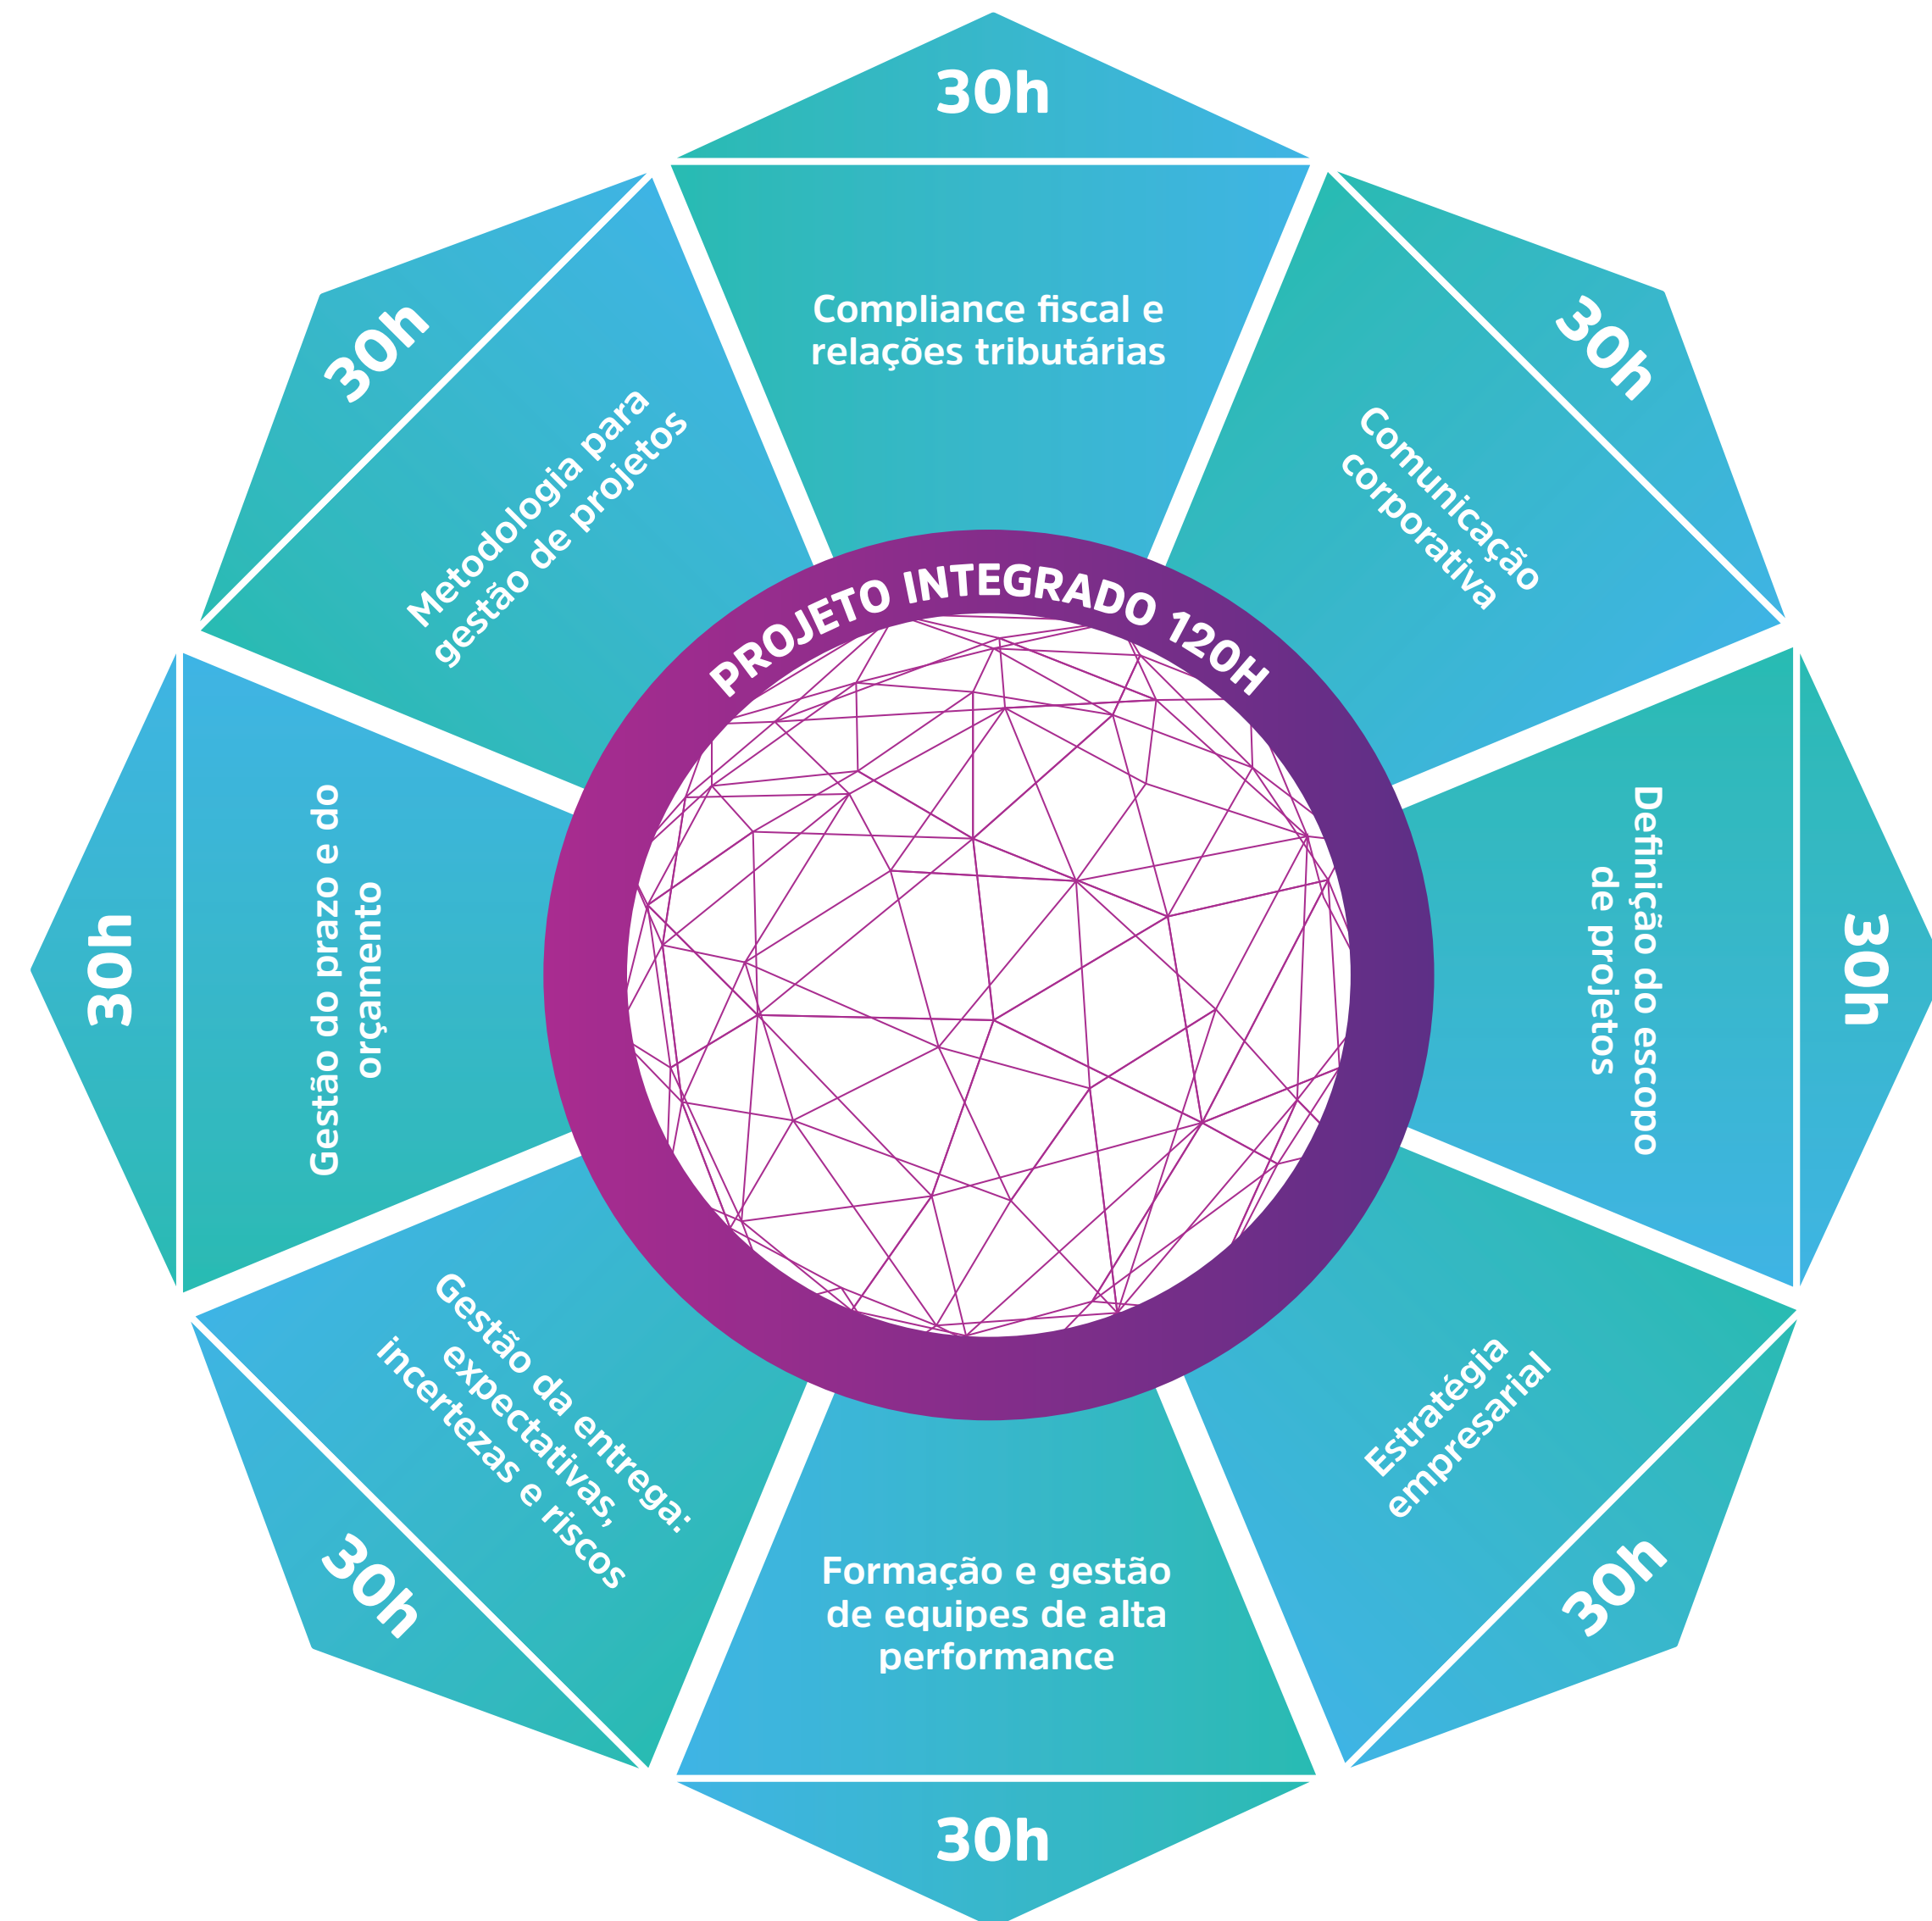 30h
Compliance fiscal e
relações tributárias
30h
Comunicação
corporativa
30h
Definição do escopo
de projetos
30h
Estratégia
empresarial
30h
Formação e gestão
de equipes de alta
performance
30h
Gestão da entrega:
expectativas,
incertezas e riscos
30h
Gestão do prazo e do
orçamento
30h
Metodologia para
gestão de projetos
PROJETO INTEGRADO 120H